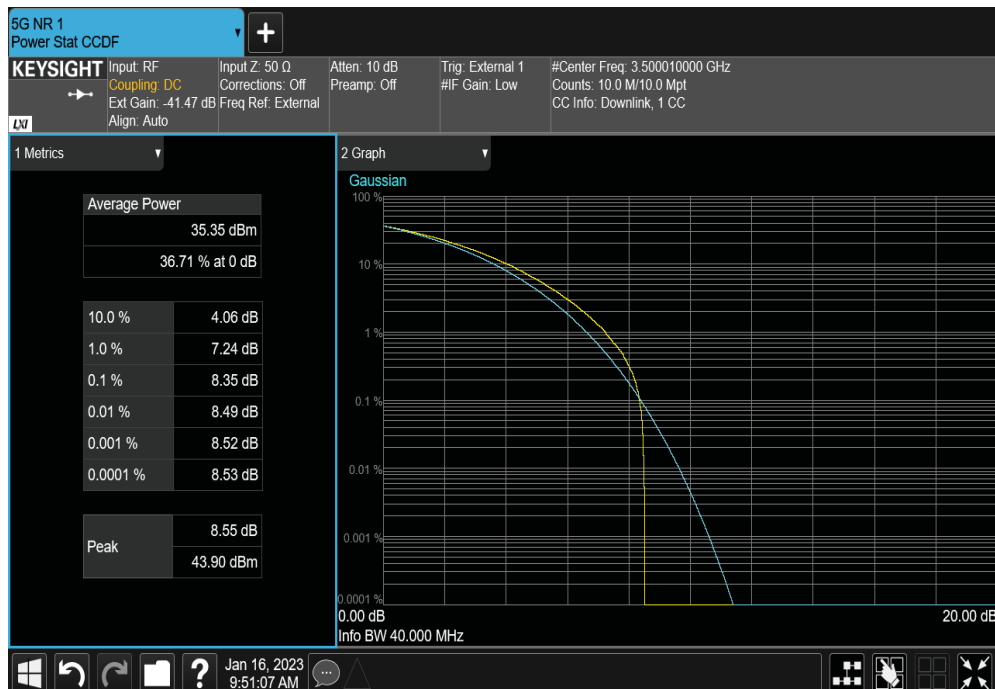 5G NR 1
Power Stat CCDF
KEYSIGHT
LXI
Input: RF
Coupling: DC
Ext Gain: -41.47 dB
Align: Auto
Input Z: 50 Ω
Corrections: Off
Freq Ref: External
Atten: 10 dB
Preamp: Off
Trig: External 1
#IF Gain: Low
#Center Freq: 3.500010000 GHz
Counts: 10.0 M/10.0 Mpt
CC Info: Downlink, 1 CC
1 Metrics
Average Power
35.35 dBm
36.71 % at 0 dB
10.0 % 4.06 dB
1.0 % 7.24 dB
0.1 % 8.35 dB
0.01 % 8.49 dB
0.001 % 8.52 dB
0.0001 % 8.53 dB
Peak
8.55 dB
43.90 dBm
2 Graph
Gaussian
100 %
10 %
1 %
0.1 %
0.01 %
0.001 %
0.0001 %
0.00 dB 20.00 dB
Info BW 40.000 MHz
?
Jan 16, 2023
9:51:07 AM